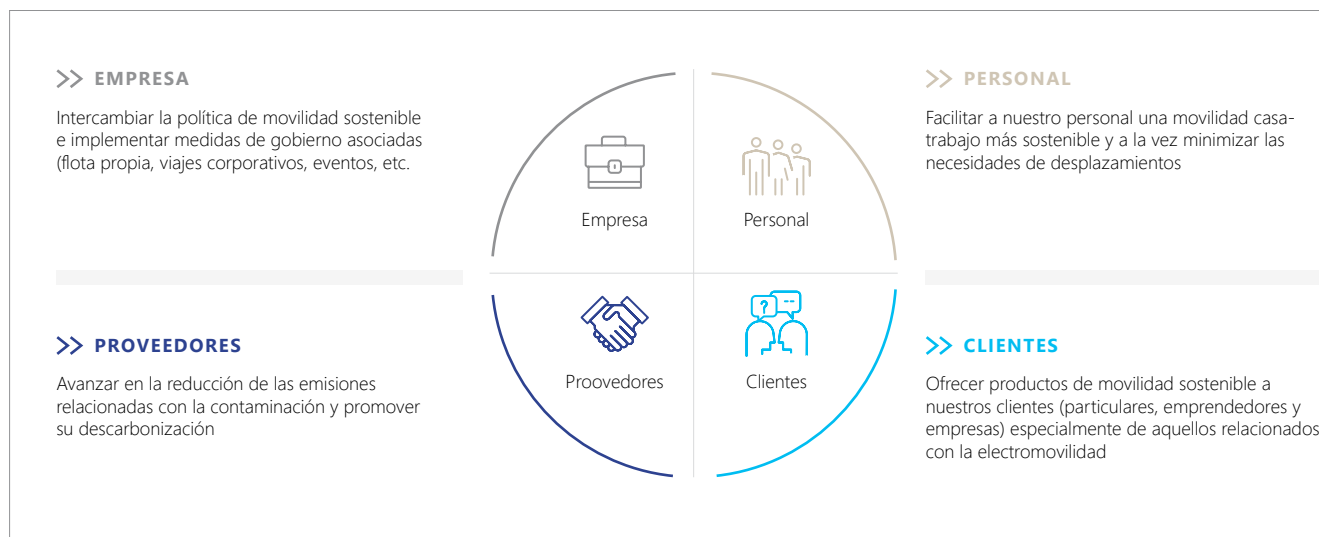 EMPRESA
Intercambiar la política de movilidad sostenible
e implementar medidas de gobierno asociadas
(flota propia, viajes corporativos, eventos, etc.
PERSONAL
Facilitar a nuestro personal una movilidad casa-
trabajo más sostenible y a la vez minimizar las
necesidades de desplazamientos
Empresa
Personal
Proovedores
Clientes
PROVEEDORES
Avanzar en la reducción de las emisiones
relacionadas con la contaminación y promover
su descarbonización
CLIENTES
Ofrecer productos de movilidad sostenible a
nuestros clientes (particulares, emprendedores y
empresas) especialmente de aquellos relacionados
con la electromovilidad